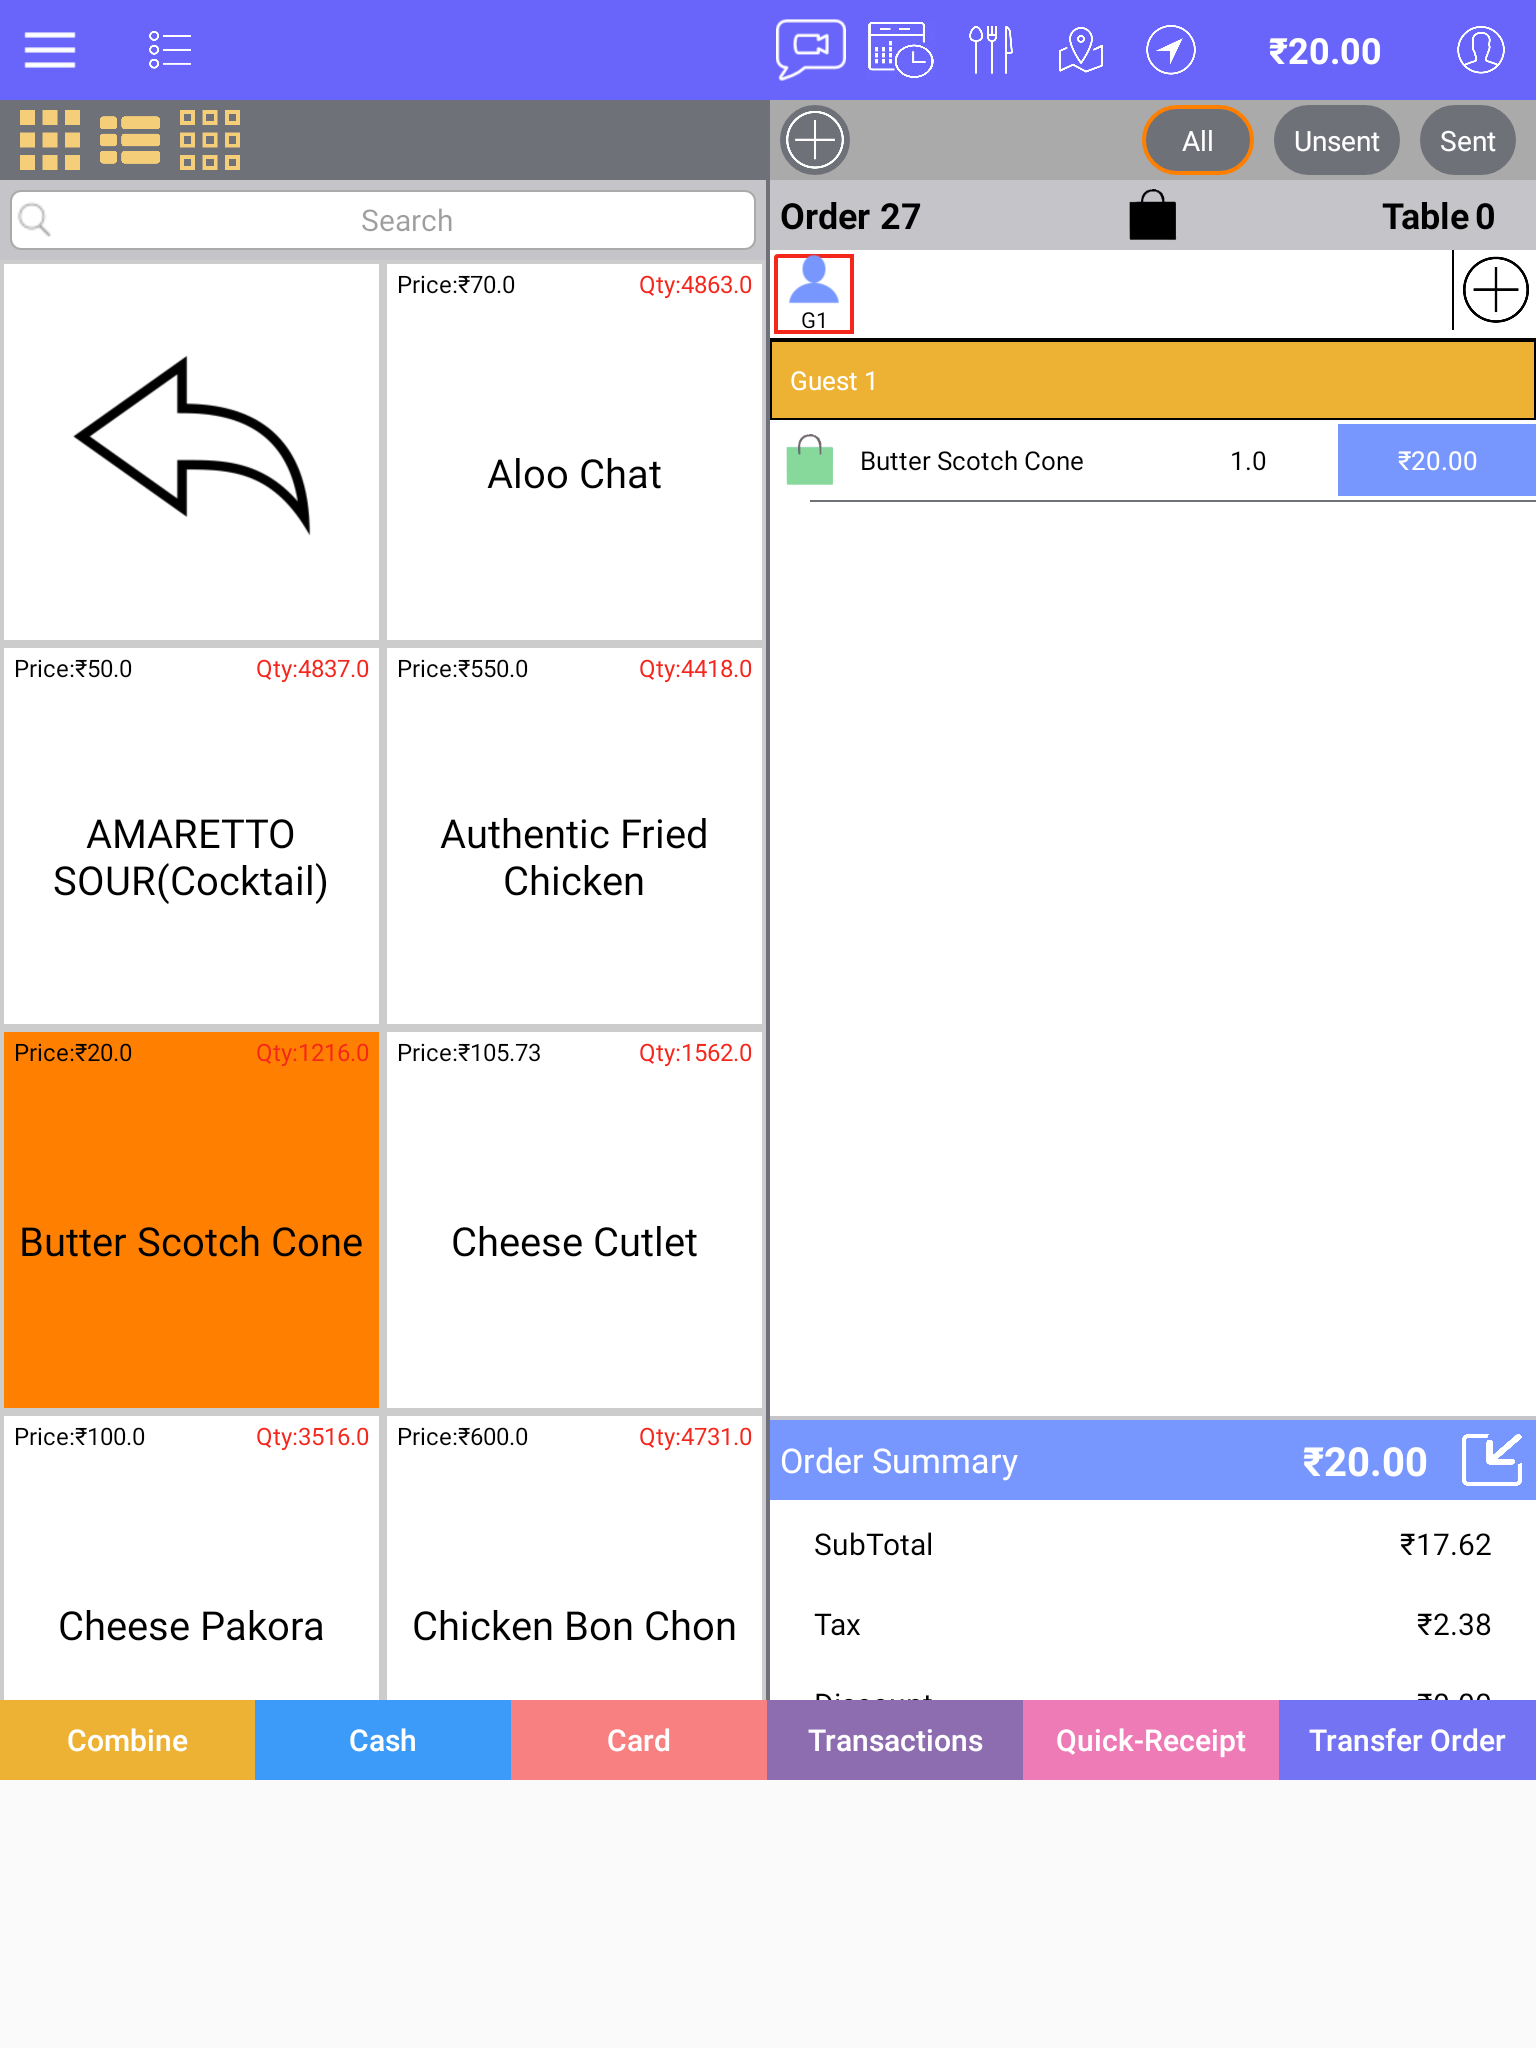 ₹20.00
All
Unsent
Sent
Search
Order 27
Table 0
G1
Guest 1
Butter Scotch Cone 1.0 ₹20.00
Price:₹70.0 Qty:4863.0
Aloo Chat
Price:₹50.0 Qty:4837.0
AMARETTO
SOUR(Cocktail)
Price:₹550.0 Qty:4418.0
Authentic Fried
Chicken
Price:₹20.0 Qty:1216.0
Butter Scotch Cone
Price:₹105.73 Qty:1562.0
Cheese Cutlet
Price:₹100.0 Qty:3516.0
Cheese Pakora
Price:₹600.0 Qty:4731.0
Chicken Bon Chon
Order Summary ₹20.00
SubTotal ₹17.62
Tax ₹2.38
Combine
Cash
Card
Transactions
Quick-Receipt
Transfer Order